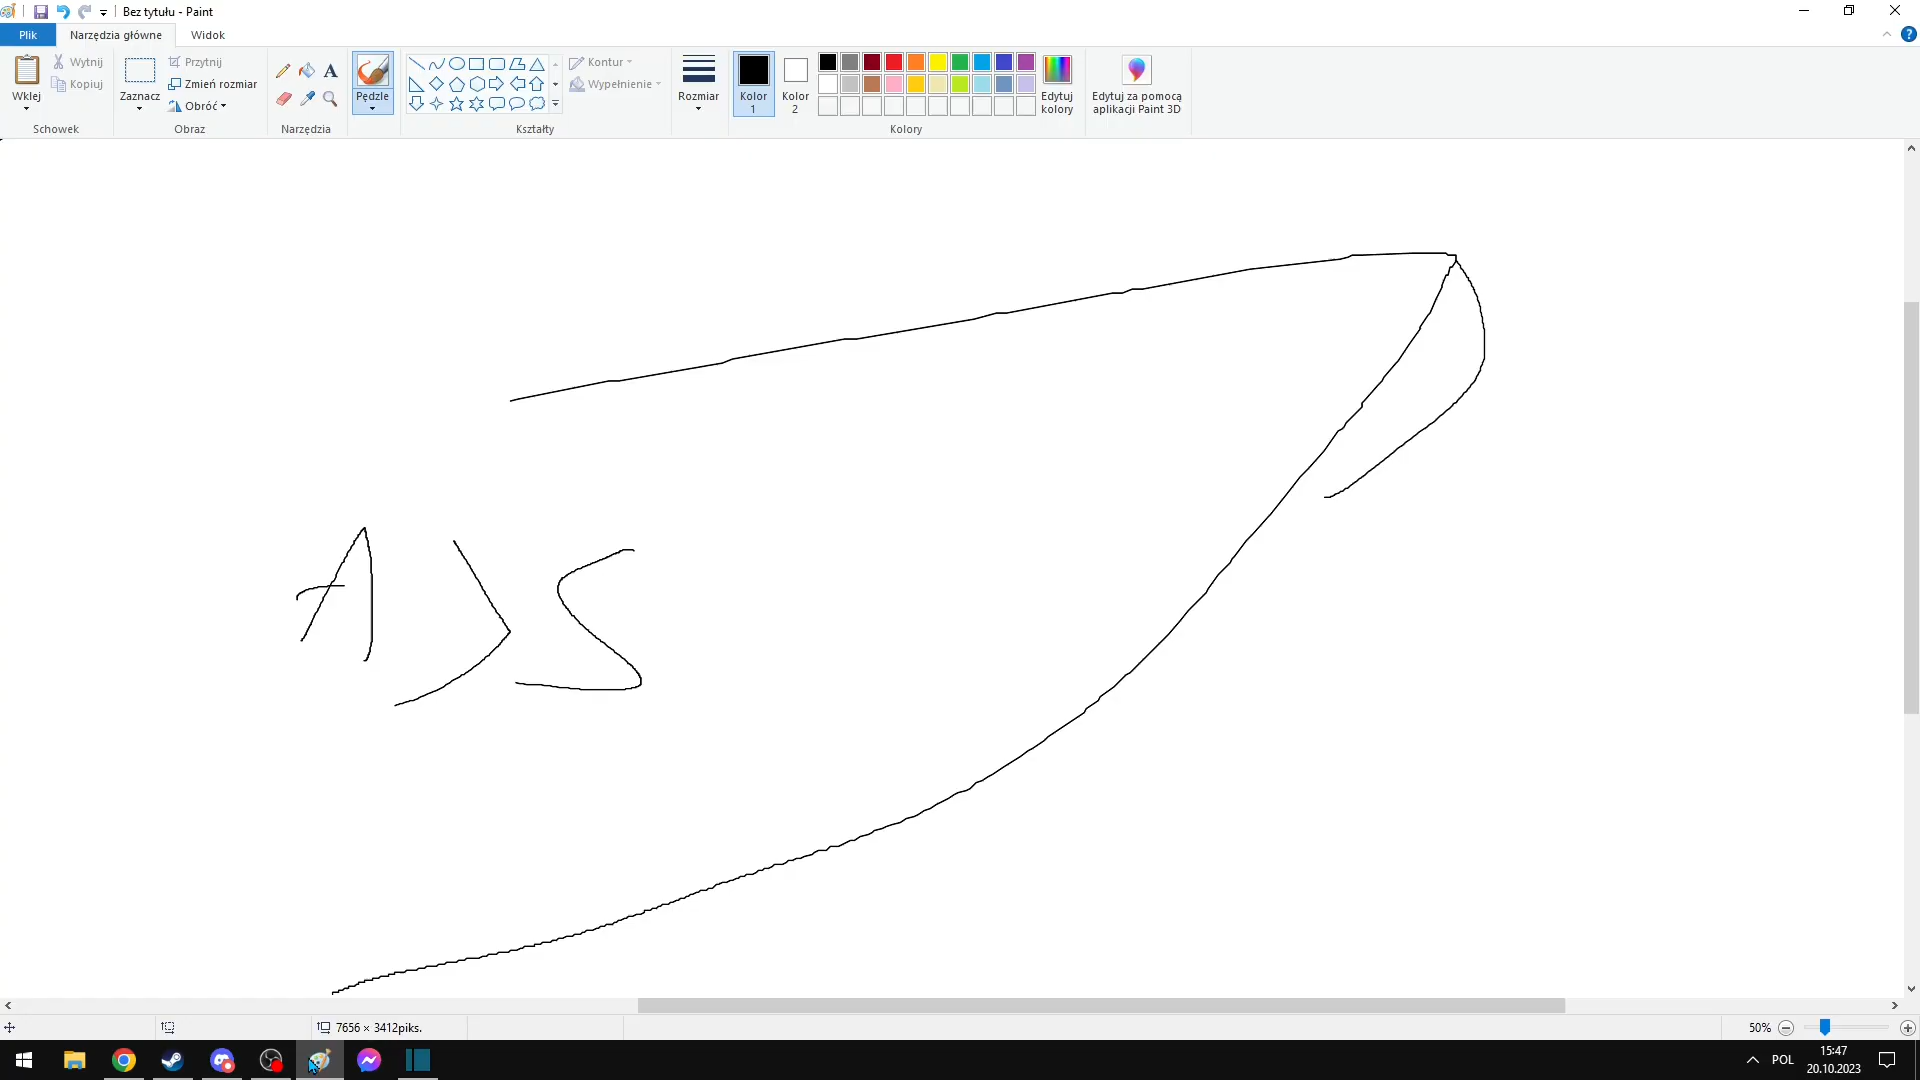 Bez tytułu - Paint
Plik Narzędzia główne Widok
Wklej
Wytnij
Kopiuj
Schowek
Zaznacz
Przytnij
Zmień rozmiar
Obróć
Obraz
A
Narzędzia
Pędzle
Kontur
Wypełnienie
Kształty
Rozmiar
Kolor 1
Kolor 2
Edytuj kolory
Kolory
Edytuj za pomocą aplikacji Paint 3D
7656 × 3412piks.
50%
POL
15:47
20.10.2023